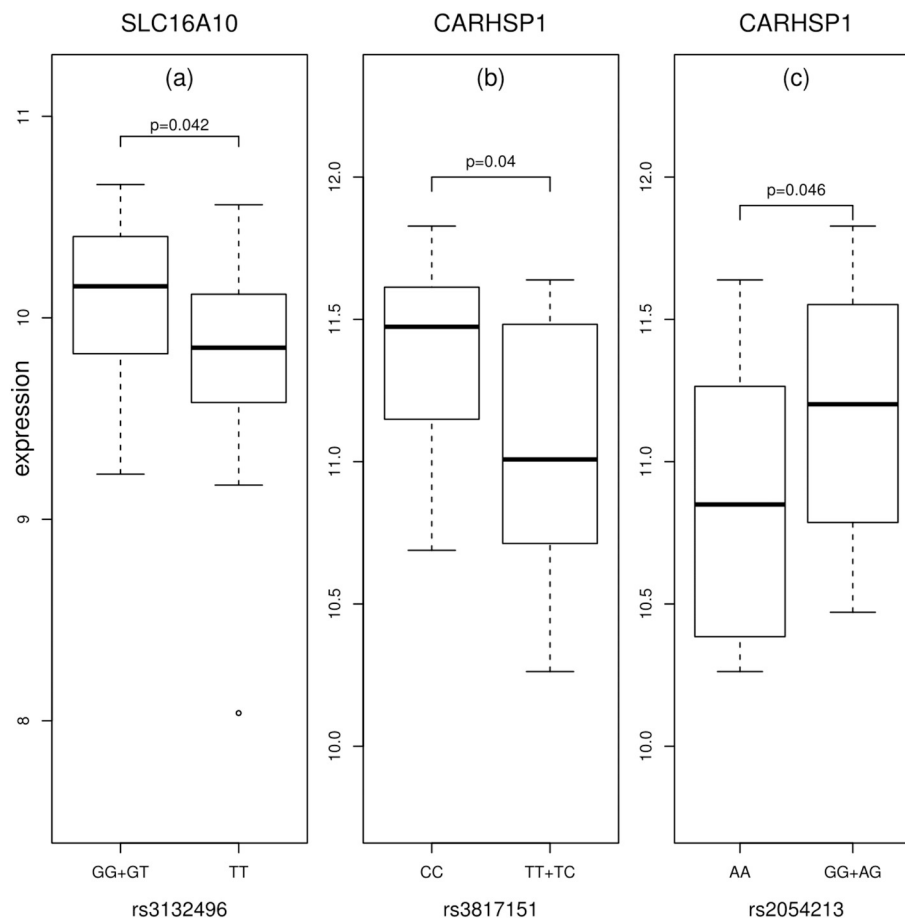 SLC16A10
CARHSP1
CARHSP1
(a)
(b)
(c)
p=0.042
p=0.04
p=0.046
expression
11
10
9
8
12.0
11.5
11.0
10.5
10.0
12.0
11.5
11.0
10.5
10.0
GG+GT
TT
CC
TT+TC
AA
GG+AG
rs3132496
rs3817151
rs2054213